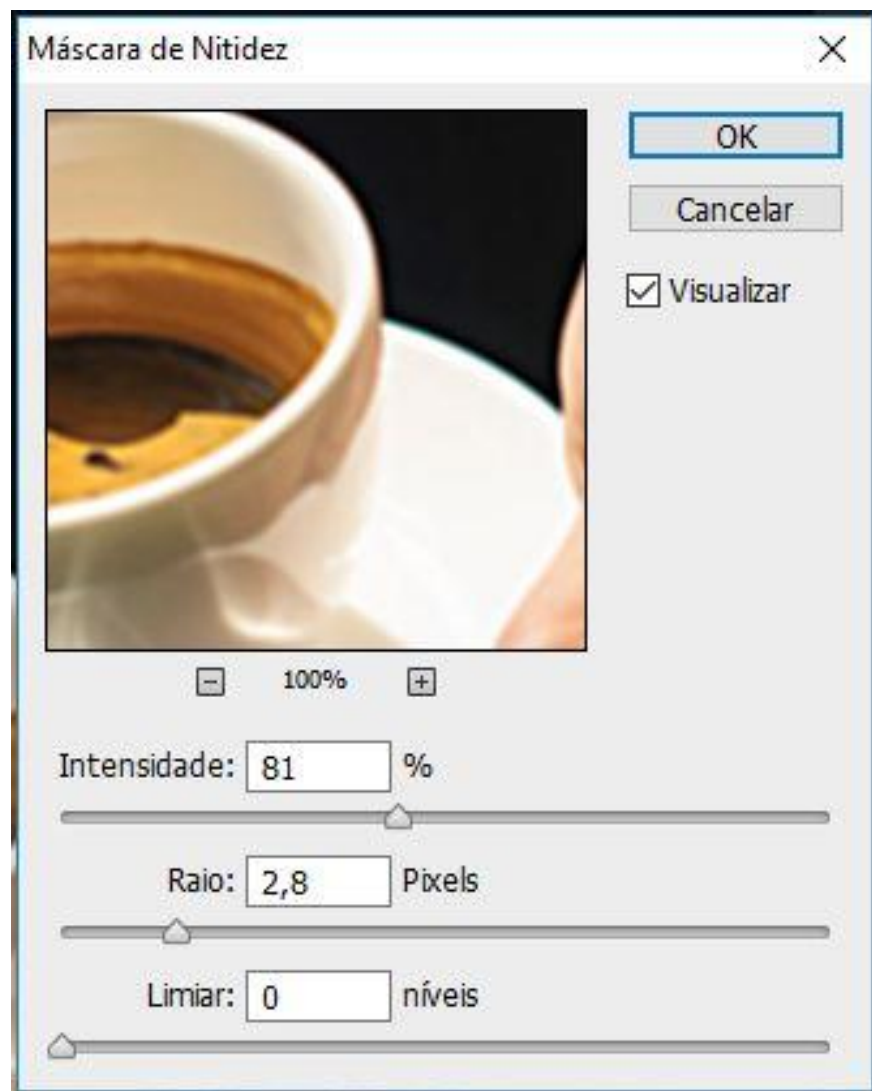 Máscara de Nitidez
OK
Cancelar
Visualizar
100%
Intensidade: 81 %
Raio: 2,8 Pixels
Limiar: 0 níveis